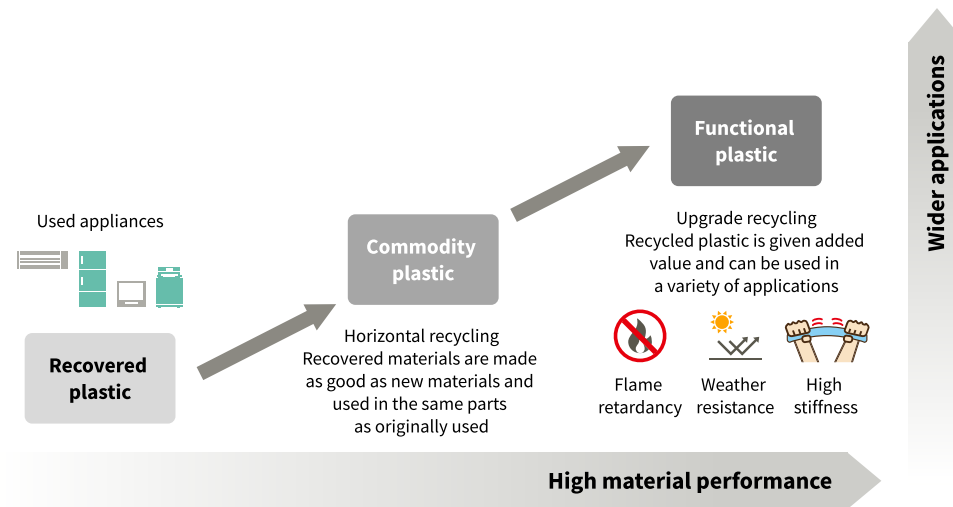 Used appliances
Recovered
plastic
Commodity
plastic
Horizontal recycling
Recovered materials are made
as good as new materials and
used in the same parts
as originally used
Functional
plastic
Upgrade recycling
Recycled plastic is given added
value and can be used in
a variety of applications
Flame
retardancy
Weather
resistance
High
stiffness
High material performance
Wider applications